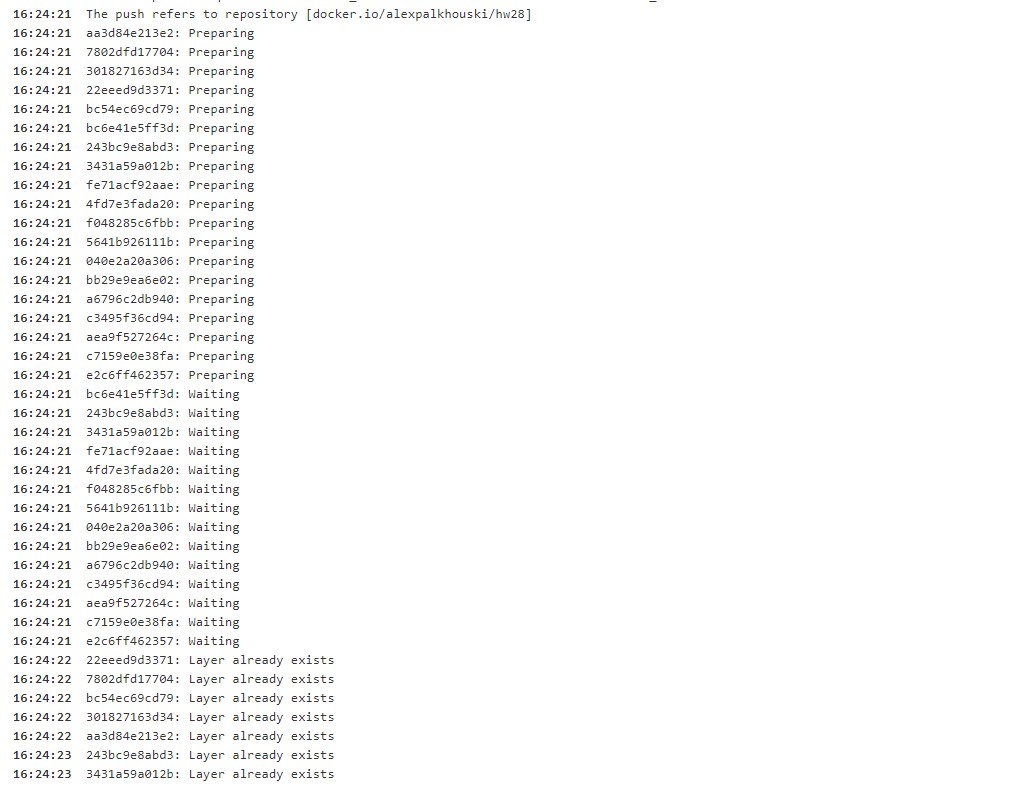 16:24:21 The push refers to repository [docker.io/alexpalkhouski/hw28]
16:24:21 aa3d84e213e2: Preparing
16:24:21 7802dfd17704: Preparing
16:24:21 301827163d34: Preparing
16:24:21 22eeed9d3371: Preparing
16:24:21 bc54ec69cd79: Preparing
16:24:21 bc6e41e5ff3d: Preparing
16:24:21 243bc9e8abd3: Preparing
16:24:21 3431a59a012b: Preparing
16:24:21 fe71acf92aae: Preparing
16:24:21 4fd7e3fada20: Preparing
16:24:21 f048285c6fbb: Preparing
16:24:21 5641b926111b: Preparing
16:24:21 040e2a20a306: Preparing
16:24:21 bb29e9ea6e02: Preparing
16:24:21 a6796c2db940: Preparing
16:24:21 c3495f36cd94: Preparing
16:24:21 aea9f527264c: Preparing
16:24:21 c7159e0e38fa: Preparing
16:24:21 e2c6ff462357: Preparing
16:24:21 bc6e41e5ff3d: Waiting
16:24:21 243bc9e8abd3: Waiting
16:24:21 3431a59a012b: Waiting
16:24:21 fe71acf92aae: Waiting
16:24:21 4fd7e3fada20: Waiting
16:24:21 f048285c6fbb: Waiting
16:24:21 5641b926111b: Waiting
16:24:21 040e2a20a306: Waiting
16:24:21 bb29e9ea6e02: Waiting
16:24:21 a6796c2db940: Waiting
16:24:21 c3495f36cd94: Waiting
16:24:21 aea9f527264c: Waiting
16:24:21 c7159e0e38fa: Waiting
16:24:21 e2c6ff462357: Waiting
16:24:22 22eeed9d3371: Layer already exists
16:24:22 7802dfd17704: Layer already exists
16:24:22 bc54ec69cd79: Layer already exists
16:24:22 301827163d34: Layer already exists
16:24:22 aa3d84e213e2: Layer already exists
16:24:23 243bc9e8abd3: Layer already exists
16:24:23 3431a59a012b: Layer already exists